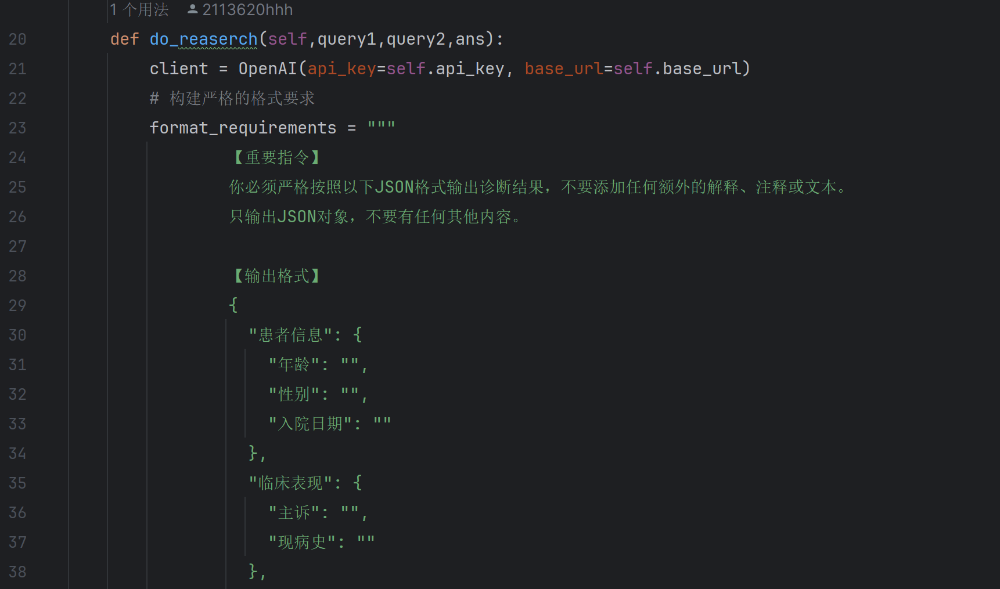 1 个用法 2113620hhh
20 def do_reaserch(self,query1,query2,ans):
21 client = OpenAI(api_key=self.api_key, base_url=self.base_url)
22 # 构建严格的格式要求
23 format_requirements = """
24 【重要指令】
25 你必须严格按照以下JSON格式输出诊断结果，不要添加任何额外的解释、注释或文本。
26 只输出JSON对象，不要有任何其他内容。
27
28 【输出格式】
29 {
30 "患者信息": {
31 "年龄": "",
32 "性别": "",
33 "入院日期": ""
34 },
35 "临床表现": {
36 "主诉": "",
37 "现病史": ""
38 },